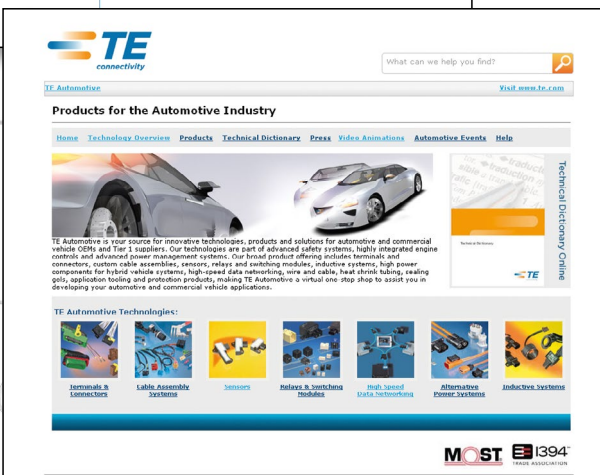 TE
connectivity
What can we help you find?
TE Automotive
Visit www.te.com
Products for the Automotive Industry
Home Technology Overview Products Technical Dictionary Press Video Animations Automotive Events Help
TE Automotive is your source for innovative technologies, products and solutions for automotive and commercial
vehicle OEMs and Tier 1 suppliers. Our technologies are part of advanced safety systems, highly integrated engine
controls and advanced power management systems. Our broad product offering includes terminals and
connectors, custom cable assemblies, sensors, relays and switching modules, inductive systems, high power
components for hybrid vehicle systems, high-speed data networking, wire and cable, heat shrink tubing, sealing
gels, application tooling and protection products, making TE Automotive a virtual one-stop shop to assist you in
developing your automotive and commercial vehicle applications.
Technical Dictionary
TE
Technical Dictionary Online
TE Automotive Technologies:
Terminals &
Connectors
Cable Assembly
Systems
Sensors
Relays & Switching
Modules
High Speed
Data Networking
Alternative
Power Systems
Inductive Systems
MOST
1394
TRADE ASSOCIATION